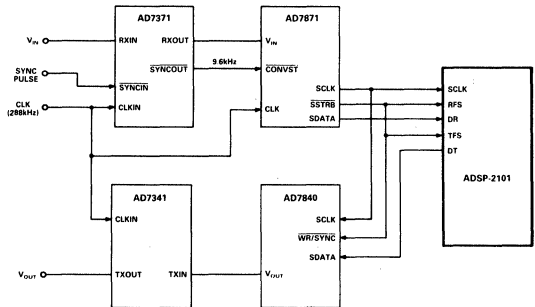 AD7371
AD7871
V_IN
RXIN
RXOUT
V_IN
SYNC
PULSE
SYNCIN
SYNCOUT
9.6kHz
CONVST
CLK
(288kHz)
CLKIN
CLK
SCLK
SSTRB
SDATA
SCLK
RFS
DR
TFS
DT
ADSP-2101
AD7341
AD7840
CLKIN
SCLK
WR/SYNC
SDATA
V_OUT
TXOUT
TXIN
V_OUT